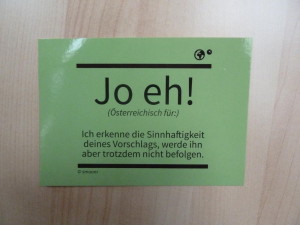 Jo eh!
(Österreichisch für:)
Ich erkenne die Sinnhaftigkeit
deines Vorschlags, werde ihn
aber trotzdem nicht befolgen.